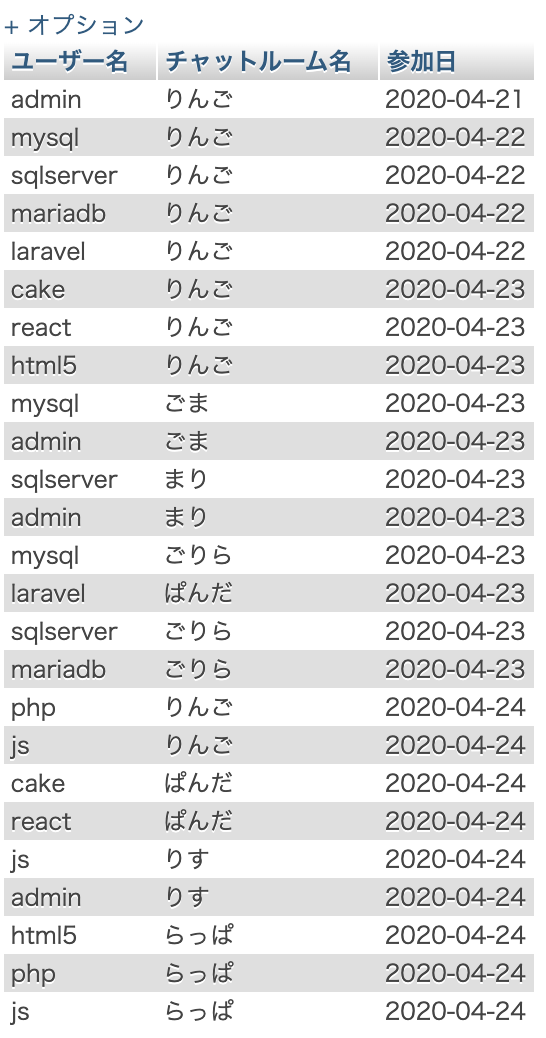 + オプション
ユーザー名 チャットルーム名 参加日
admin りんご 2020-04-21
mysql りんご 2020-04-22
sqlserver りんご 2020-04-22
mariadb りんご 2020-04-22
laravel りんご 2020-04-22
cake りんご 2020-04-23
react りんご 2020-04-23
html5 りんご 2020-04-23
mysql ごま 2020-04-23
admin ごま 2020-04-23
sqlserver まり 2020-04-23
admin まり 2020-04-23
mysql ごりら 2020-04-23
laravel ぱんだ 2020-04-23
sqlserver ごりら 2020-04-23
mariadb ごりら 2020-04-23
php りんご 2020-04-24
js りんご 2020-04-24
cake ぱんだ 2020-04-24
react ぱんだ 2020-04-24
js りす 2020-04-24
admin りす 2020-04-24
html5 らっぱ 2020-04-24
php らっぱ 2020-04-24
js らっぱ 2020-04-24